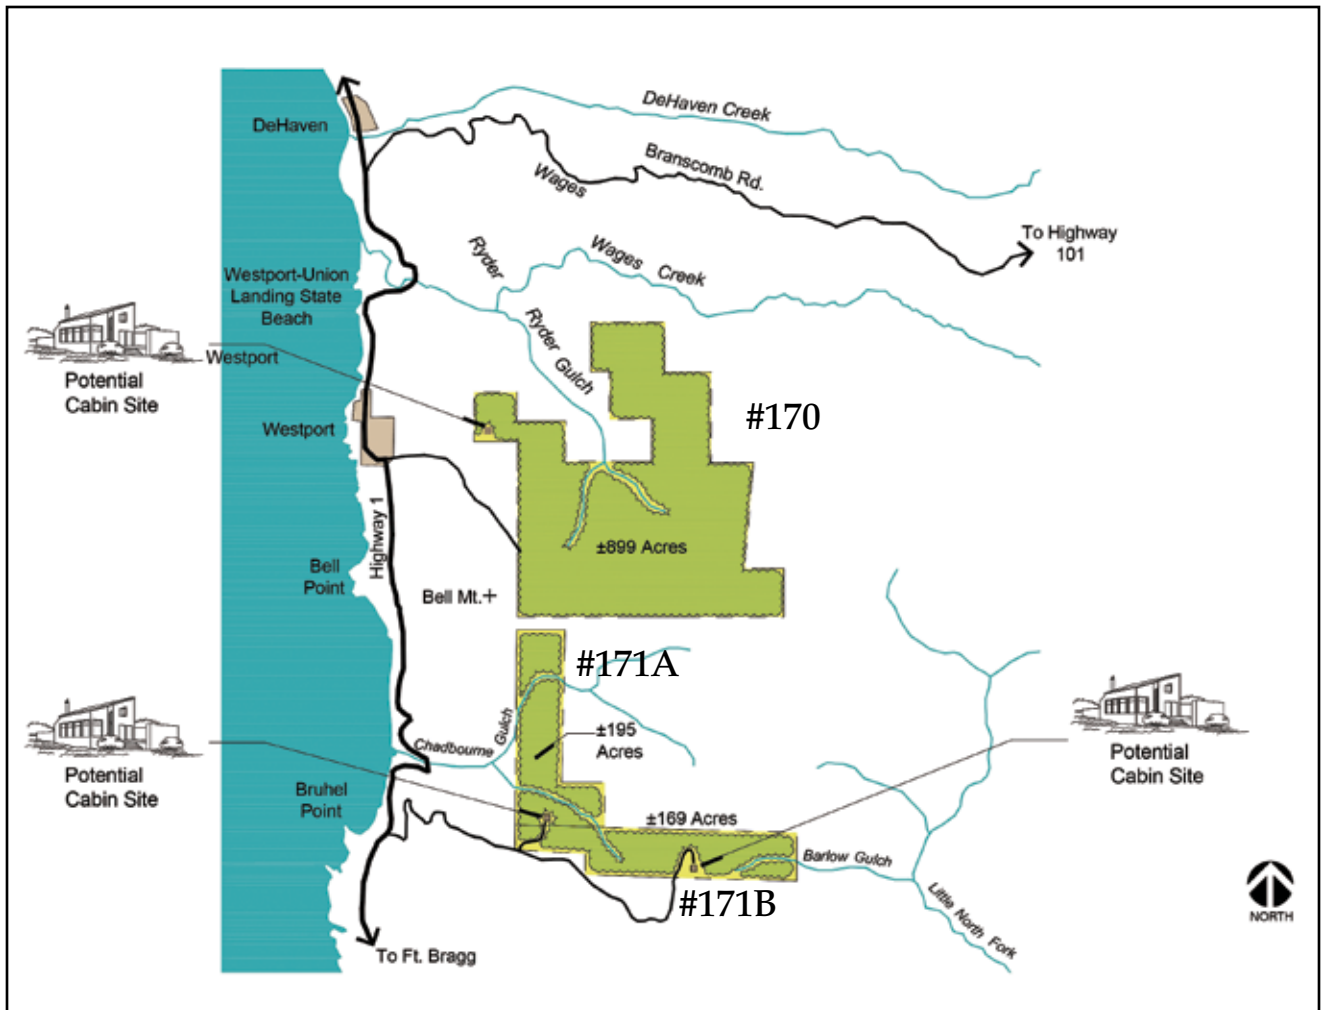 DeHaven
DeHaven Creek
Branscomb Rd.
Wages
To Highway
101
Ryder
Wages Creek
Westport-Union
Landing State
Beach
Westport
Potential
Cabin Site
Ryder Gulch
#170
Westport
Highway 1
±899 Acres
Bell
Point
Bell Mt.+
#171A
Chadbourne Gulch
±195
Acres
Potential
Cabin Site
Potential
Cabin Site
Bruhel
Point
±169 Acres
Barlow Gulch
#171B
Little North Fork
NORTH
To Ft. Bragg